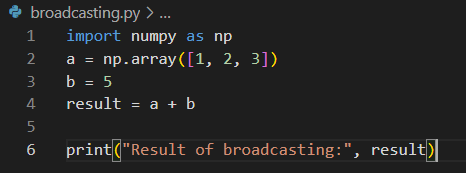 broadcasting.py > ...
1 import numpy as np
2 a = np.array([1, 2, 3])
3 b = 5
4 result = a + b
5
6 print("Result of broadcasting:", result)